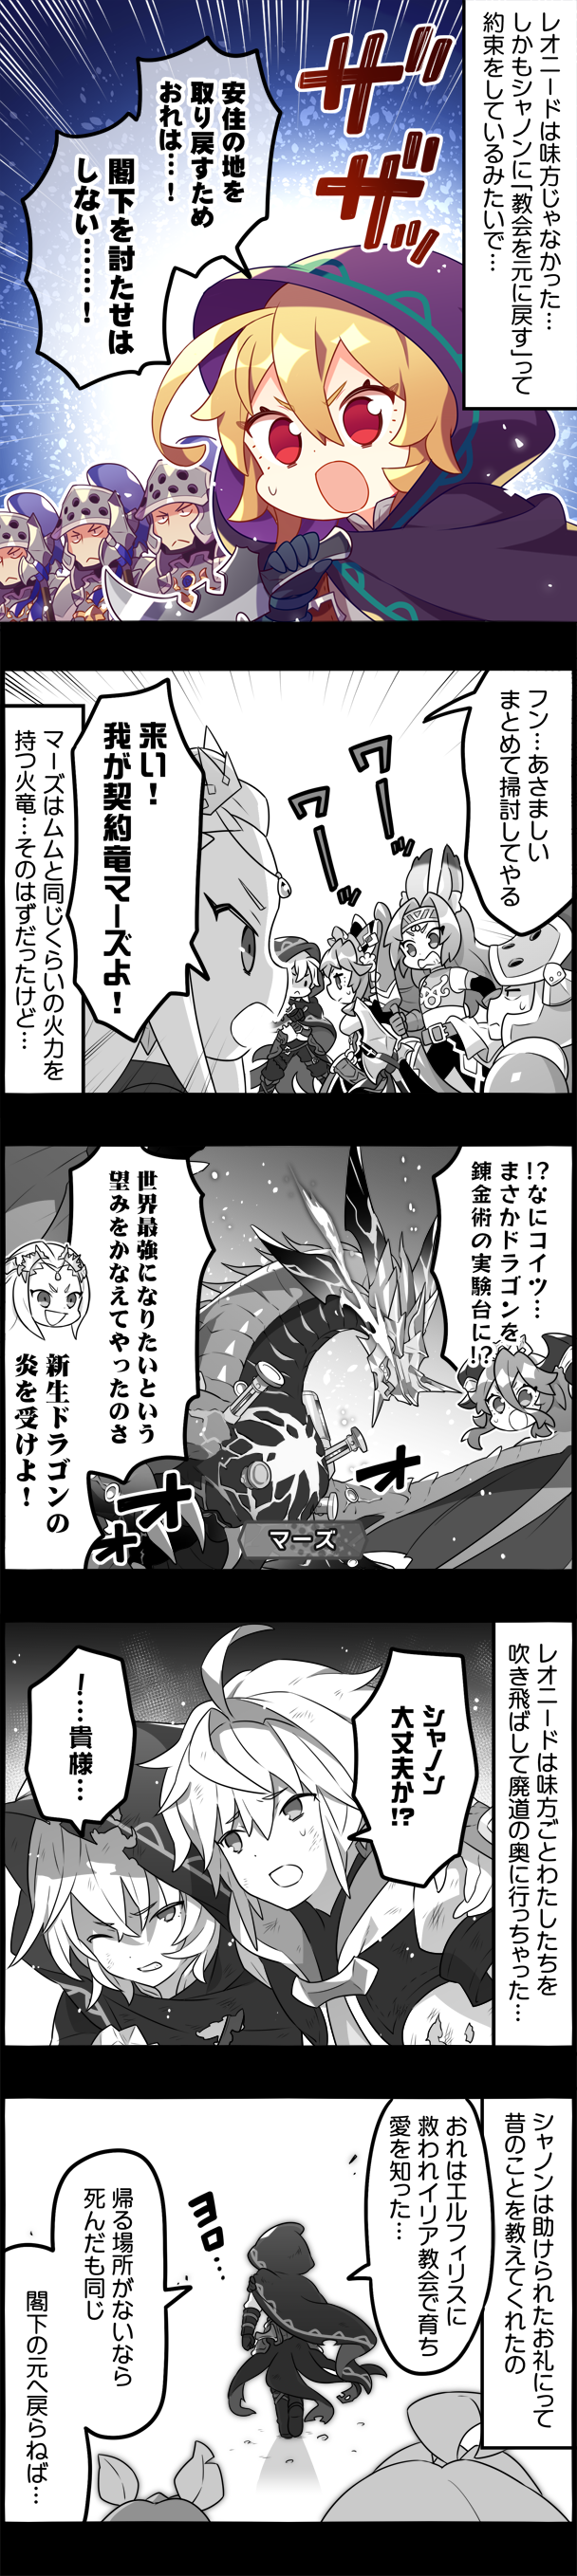 レオニードは味方じゃなかった…
しかもシャノンに「教会を元に戻す」って
約束をしているみたいで…
ザッ
ザッ
安住の地を
取り戻すため
おれは…！
閣下を討たせは
しない……！
フン…あさましい
まとめて掃討してやる
ワー
ワー
来い！
我が契約竜マーズよ！
マーズはムムと同じくらいの火力を
持つ火竜…そのはずだったけど…
!?なにコイツ…
まさかドラゴンを
錬金術の実験台に!?
世界最強になりたいという
望みをかなえてやったのさ
新生ドラゴンの
炎を受けよ！
オ
オォ
マーズ
レオニードは味方ごとわたしたちを
吹き飛ばして廃道の奥に行っちゃった…
シャノン
大丈夫か!?
！…貴様…
シャノンは助けられたお礼にって
昔のことを教えてくれたの
おれはエルフィリスに
救われイリア教会で育ち
愛を知った…
ヨロ…
帰る場所がないなら
死んだも同じ
閣下の元へ戻らねば…